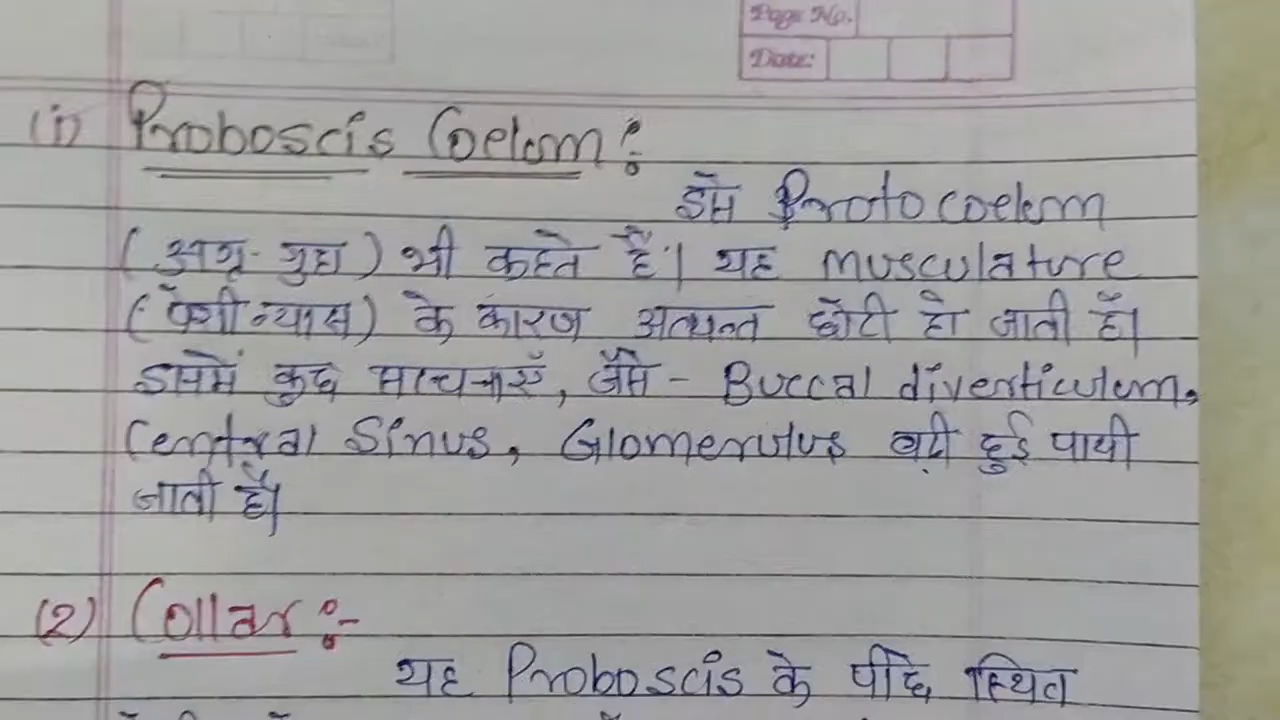 Page No.
Date:
(i) Proboscis Coelom :-
इसे Protocoelom
(अग्र-गुहा) भी कहते हैं। यह musculature
(पेशीन्यास) के कारण अत्यन्त छोटी हो जाती है।
इसमें कुछ संरचनाएँ, जैसे - Buccal diverticulum,
Central Sinus, Glomerulus बढ़ी हुई पायी
जाती है।
(2) Collar :-
यह Proboscis के पीछे स्थित